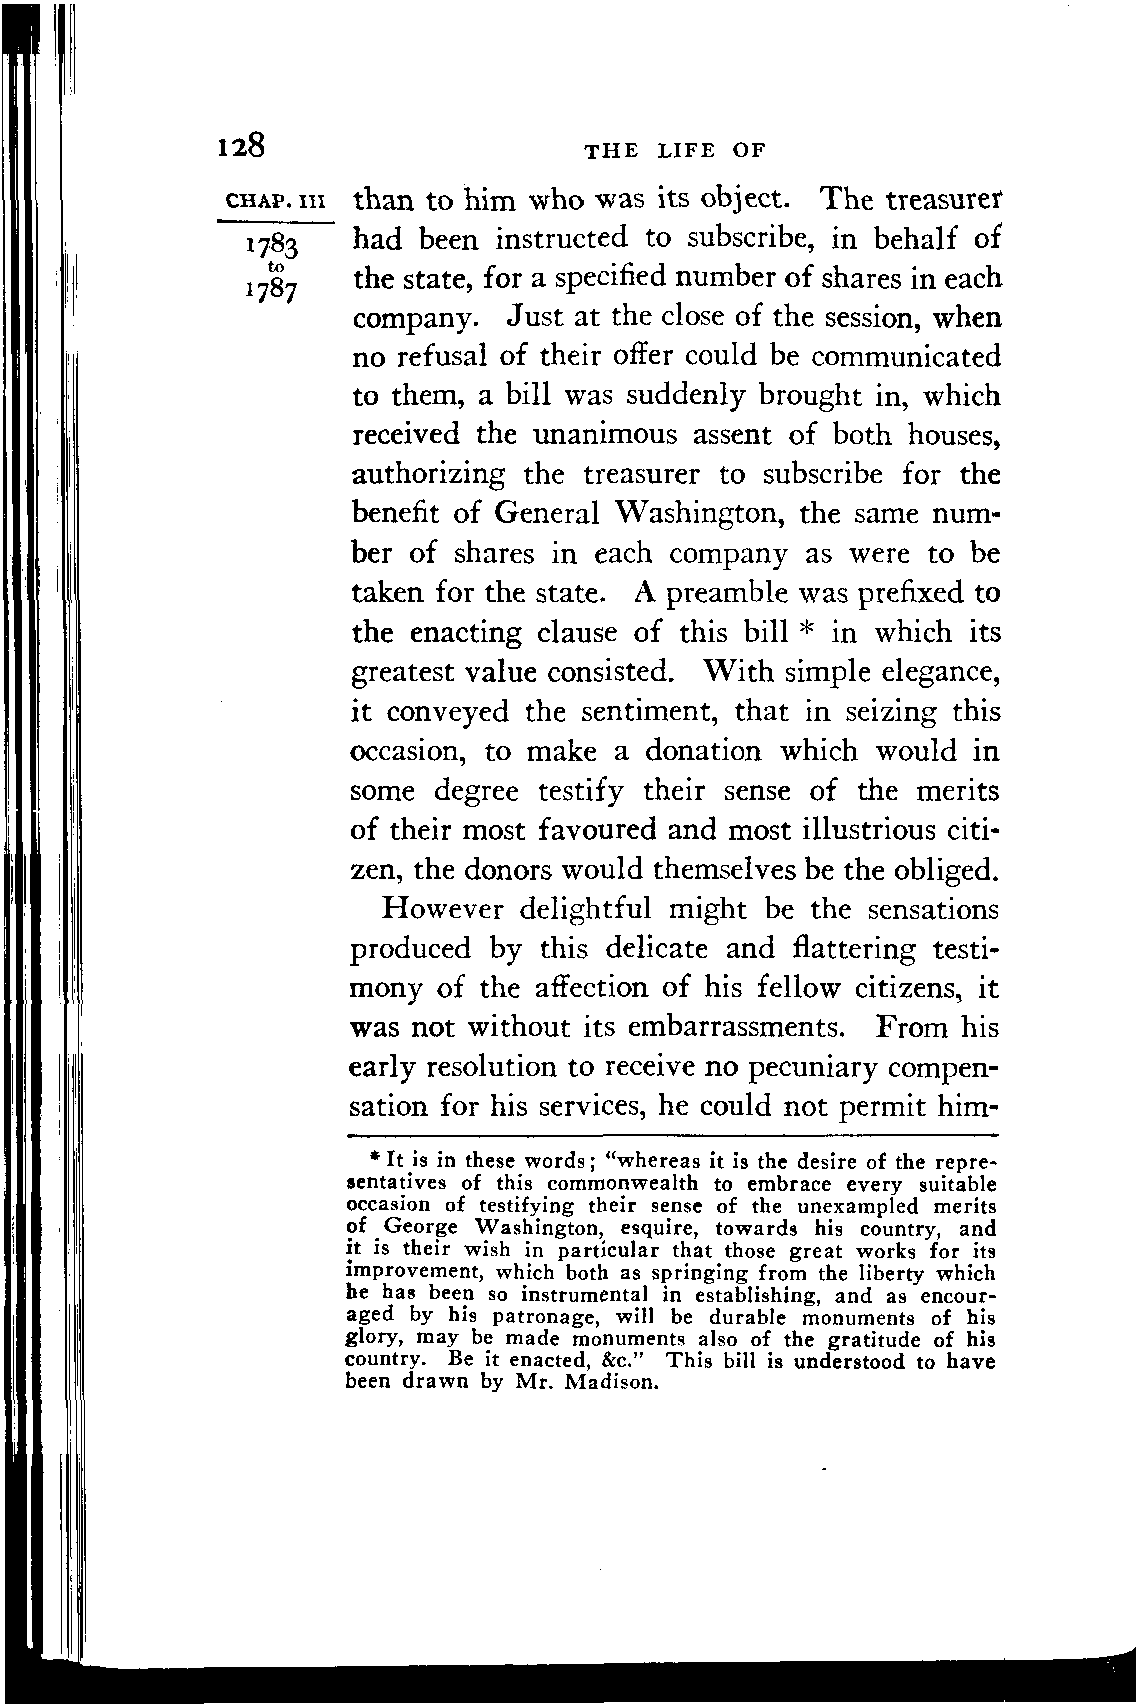 128 THE LIFE OF
CHAP. III than to him who was its object. The treasurer
1783 had been instructed to subscribe, in behalf of
to
1787 the state, for a specified number of shares in each
company. Just at the close of the session, when
no refusal of their offer could be communicated
to them, a bill was suddenly brought in, which
received the unanimous assent of both houses,
authorizing the treasurer to subscribe for the
benefit of General Washington, the same num-
ber of shares in each company as were to be
taken for the state. A preamble was prefixed to
the enacting clause of this bill * in which its
greatest value consisted. With simple elegance,
it conveyed the sentiment, that in seizing this
occasion, to make a donation which would in
some degree testify their sense of the merits
of their most favoured and most illustrious citi-
zen, the donors would themselves be the obliged.
However delightful might be the sensations
produced by this delicate and flattering testi-
mony of the affection of his fellow citizens, it
was not without its embarrassments. From his
early resolution to receive no pecuniary compen-
sation for his services, he could not permit him-
* It is in these words; "whereas it is the desire of the repre-
sentatives of this commonwealth to embrace every suitable
occasion of testifying their sense of the unexampled merits
of George Washington, esquire, towards his country, and
it is their wish in particular that those great works for its
improvement, which both as springing from the liberty which
he has been so instrumental in establishing, and as encour-
aged by his patronage, will be durable monuments of his
glory, may be made monuments also of the gratitude of his
country. Be it enacted, &c." This bill is understood to have
been drawn by Mr. Madison.